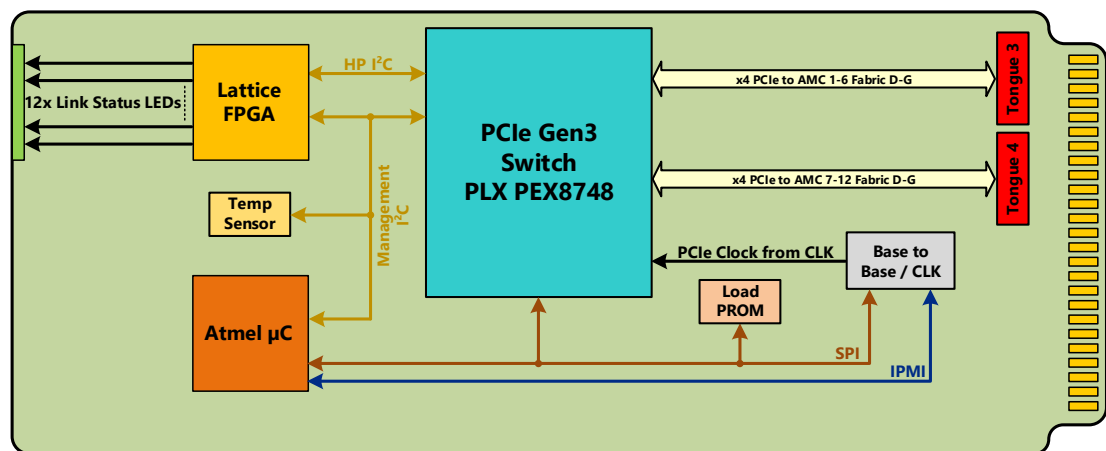 Lattice
FPGA
12x Link Status LEDs
HP I²C
PCIe Gen3
Switch
PLX PEX8748
x4 PCIe to AMC 1-6 Fabric D-G
Tongue 3
x4 PCIe to AMC 7-12 Fabric D-G
Tongue 4
Temp
Sensor
Management
I²C
PCIe Clock from CLK
Base to
Base / CLK
Load
PROM
Atmel µC
SPI
IPMI